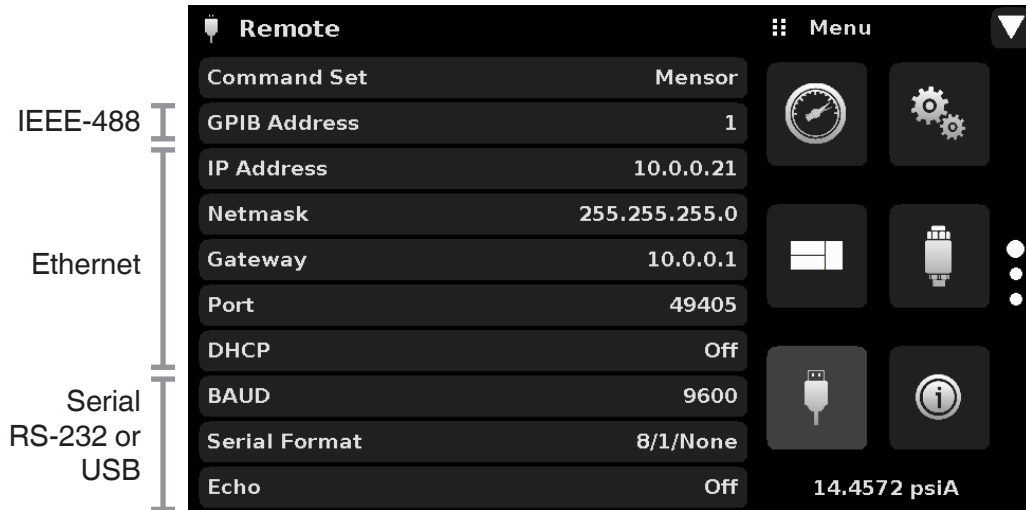 Remote
Menu
Command Set Mensor
IEEE-488
GPIB Address 1
IP Address 10.0.0.21
Netmask 255.255.255.0
Ethernet
Gateway 10.0.0.1
Port 49405
DHCP Off
Serial
RS-232 or
USB
BAUD 9600
Serial Format 8/1/None
Echo Off
14.4572 psiA